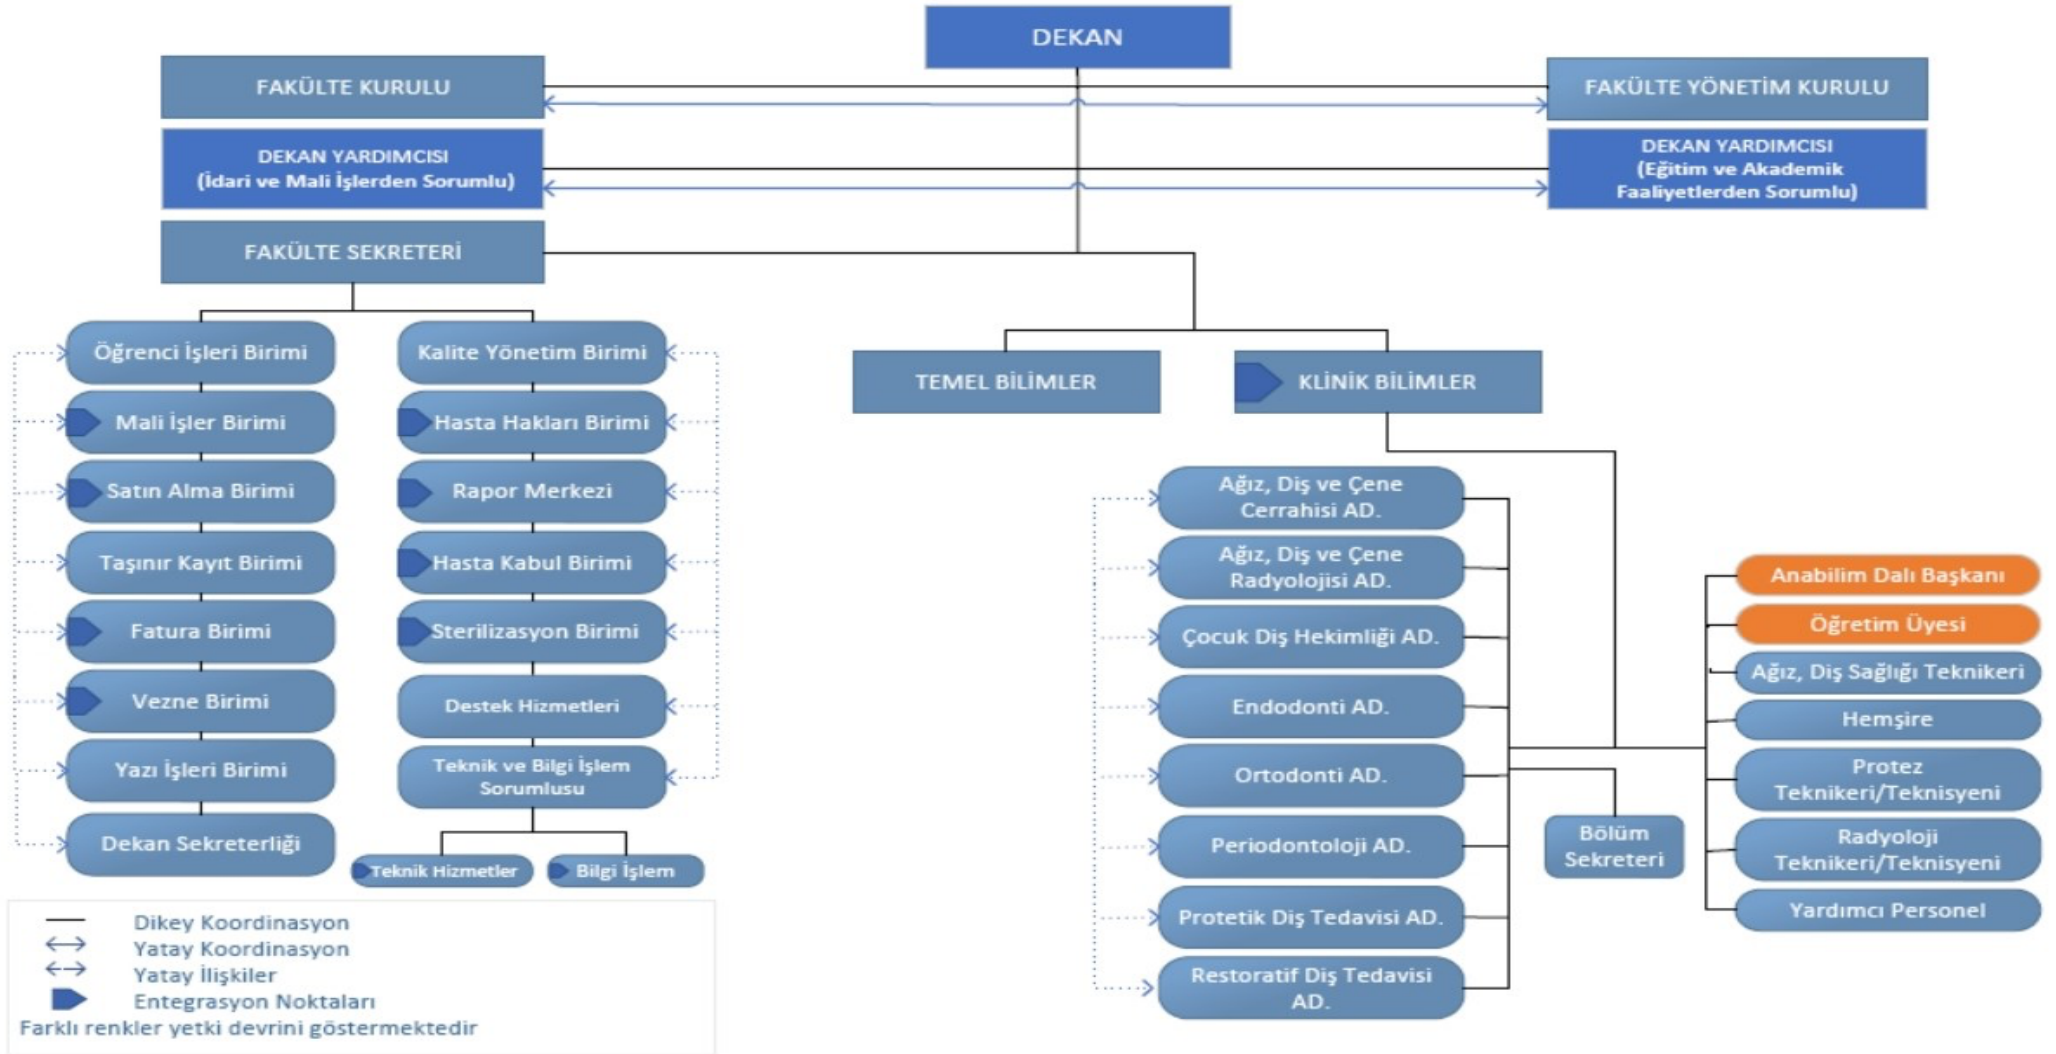 DEKAN
FAKÜLTE KURULU
FAKÜLTE YÖNETİM KURULU
DEKAN YARDIMCISI
(İdari ve Mali İşlerden Sorumlu)
DEKAN YARDIMCISI
(Eğitim ve Akademik
Faaliyetlerden Sorumlu)
FAKÜLTE SEKRETERİ
Öğrenci İşleri Birimi
Mali İşler Birimi
Satın Alma Birimi
Taşınır Kayıt Birimi
Fatura Birimi
Vezne Birimi
Yazı İşleri Birimi
Dekan Sekreterliği
Kalite Yönetim Birimi
Hasta Hakları Birimi
Rapor Merkezi
Hasta Kabul Birimi
Sterilizasyon Birimi
Destek Hizmetleri
Teknik ve Bilgi İşlem
Sorumlusu
Teknik Hizmetler
Bilgi İşlem
TEMEL BİLİMLER
KLİNİK BİLİMLER
Ağız, Diş ve Çene
Cerrahisi AD.
Ağız, Diş ve Çene
Radyolojisi AD.
Çocuk Diş Hekimliği AD.
Endodonti AD.
Ortodonti AD.
Periodontoloji AD.
Protetik Diş Tedavisi AD.
Restoratif Diş Tedavisi
AD.
Bölüm
Sekreteri
Anabilim Dalı Başkanı
Öğretim Üyesi
Ağız, Diş Sağlığı Teknikeri
Hemşire
Protez
Teknikeri/Teknisyeni
Radyoloji
Teknikeri/Teknisyeni
Yardımcı Personel
Dikey Koordinasyon
Yatay Koordinasyon
Yatay İlişkiler
Entegrasyon Noktaları
Farklı renkler yetki devrini göstermektedir